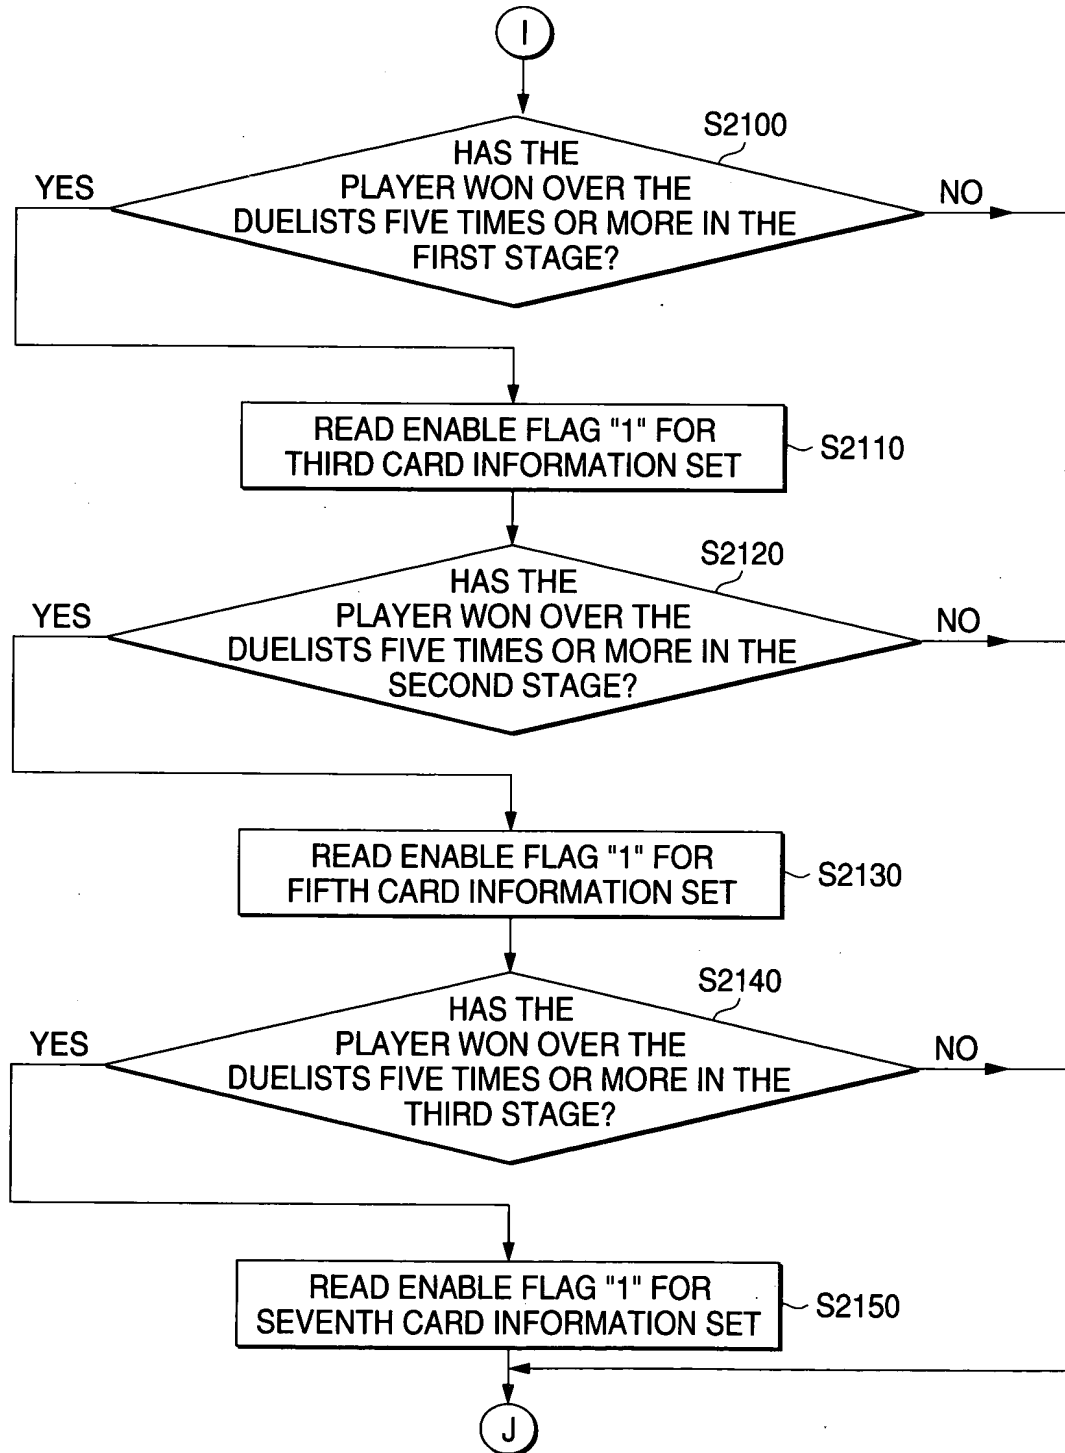 I
S2100
HAS THE
PLAYER WON OVER THE
DUELISTS FIVE TIMES OR MORE IN THE
FIRST STAGE?
YES
NO
READ ENABLE FLAG "1" FOR
THIRD CARD INFORMATION SET
S2110
S2120
HAS THE
PLAYER WON OVER THE
DUELISTS FIVE TIMES OR MORE IN THE
SECOND STAGE?
YES
NO
READ ENABLE FLAG "1" FOR
FIFTH CARD INFORMATION SET
S2130
S2140
HAS THE
PLAYER WON OVER THE
DUELISTS FIVE TIMES OR MORE IN THE
THIRD STAGE?
YES
NO
READ ENABLE FLAG "1" FOR
SEVENTH CARD INFORMATION SET
S2150
J